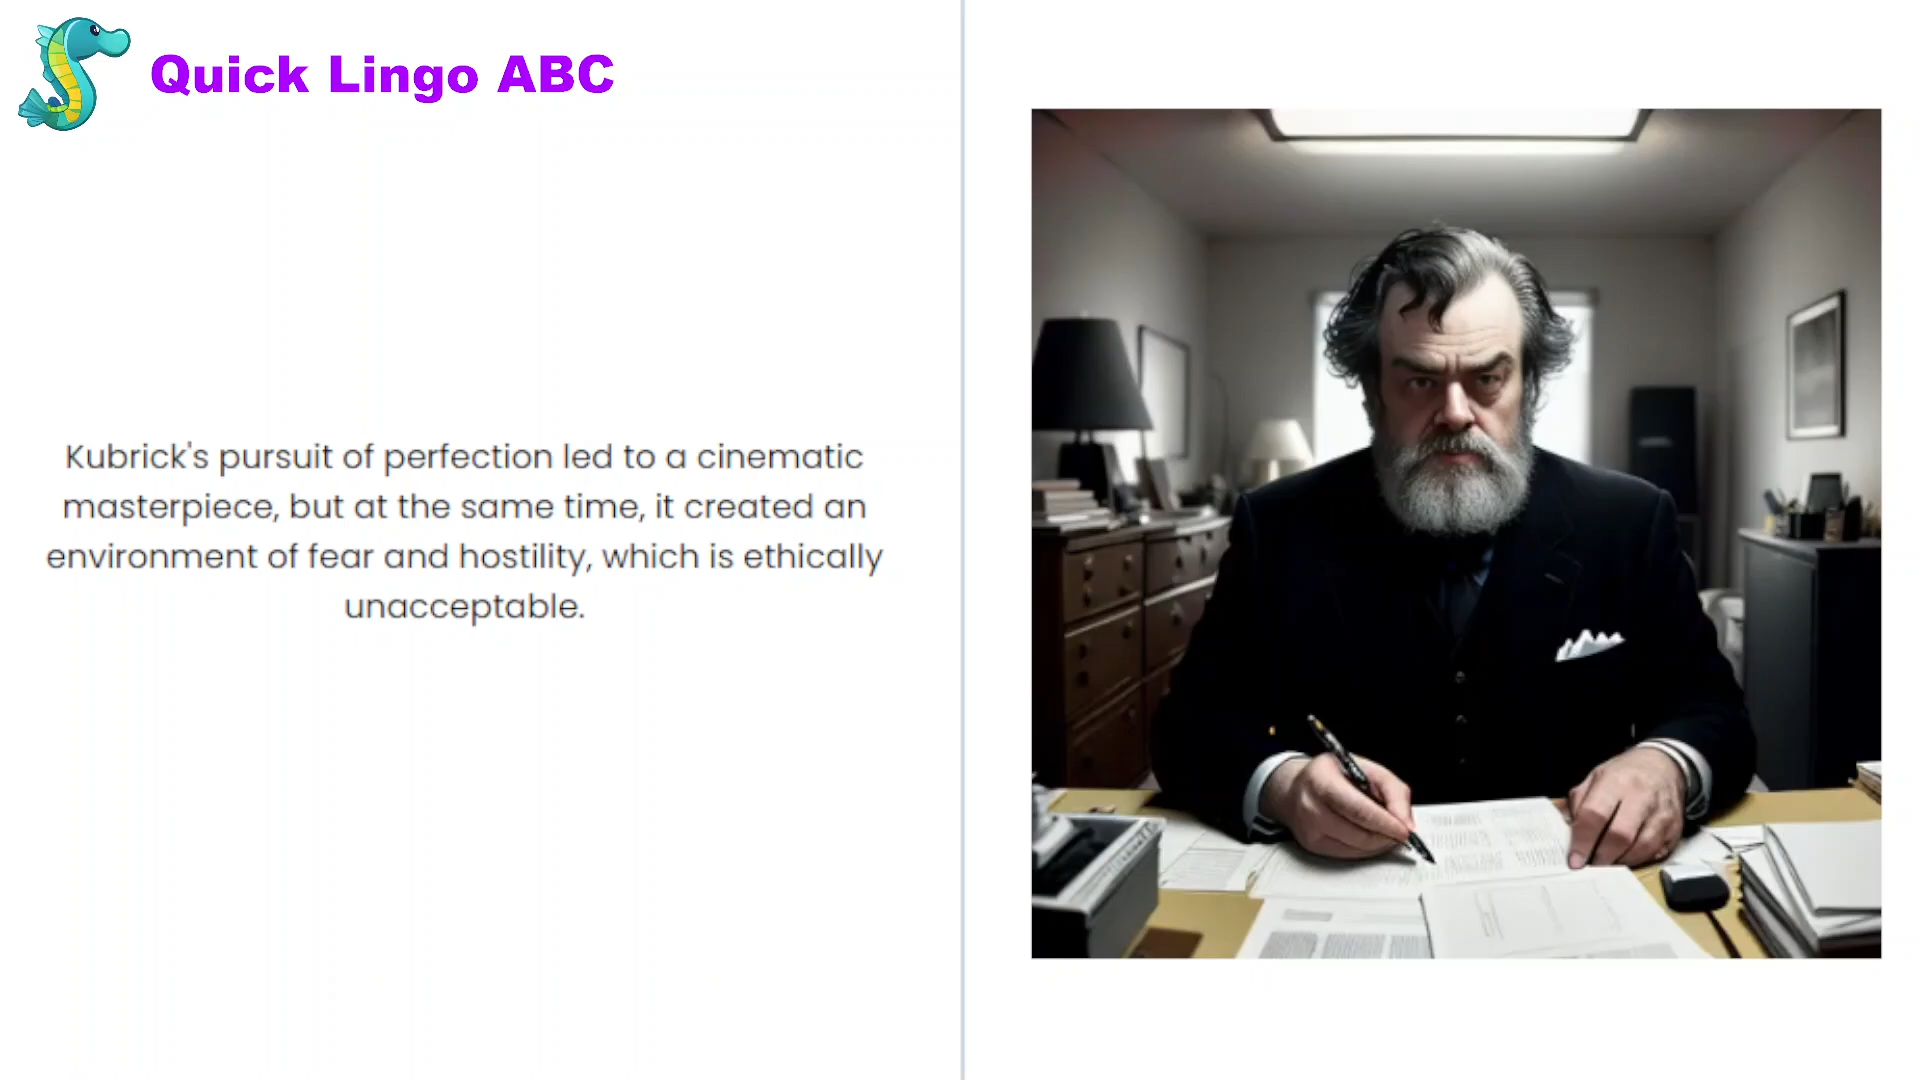 Quick Lingo ABC
Kubrick's pursuit of perfection led to a cinematic
masterpiece, but at the same time, it created an
environment of fear and hostility, which is ethically
unacceptable.